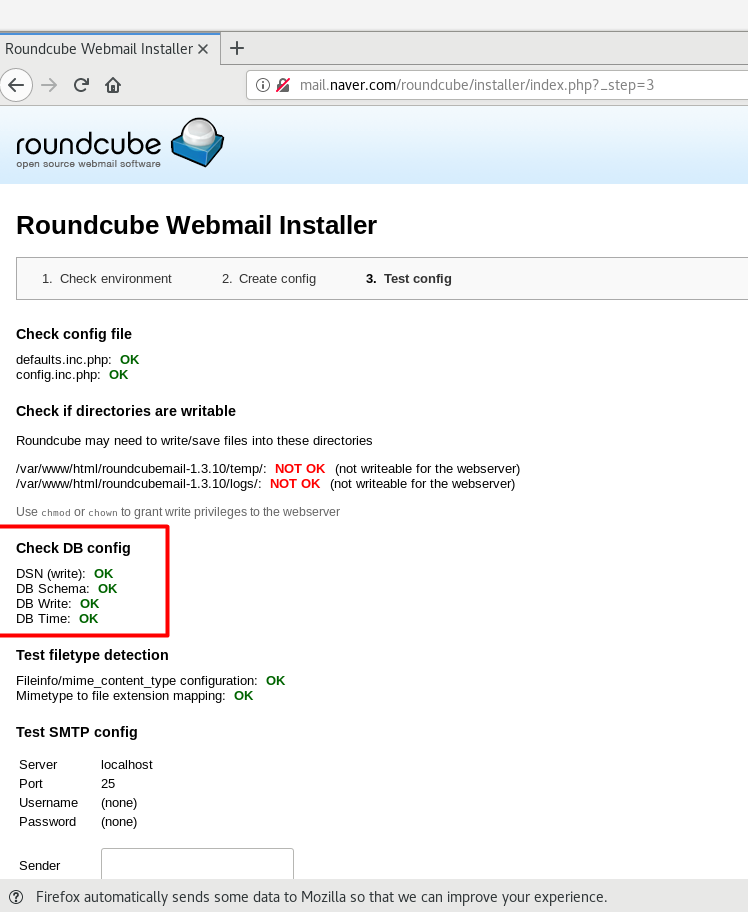 Roundcube Webmail Installer ✕ +
mail.naver.com/roundcube/installer/index.php?_step=3
roundcube
open source webmail software
Roundcube Webmail Installer
1. Check environment 2. Create config 3. Test config
Check config file
defaults.inc.php: OK
config.inc.php: OK
Check if directories are writable
Roundcube may need to write/save files into these directories
/var/www/html/roundcubemail-1.3.10/temp/: NOT OK (not writeable for the webserver)
/var/www/html/roundcubemail-1.3.10/logs/: NOT OK (not writeable for the webserver)
Use chmod or chown to grant write privileges to the webserver
Check DB config
DSN (write): OK
DB Schema: OK
DB Write: OK
DB Time: OK
Test filetype detection
Fileinfo/mime_content_type configuration: OK
Mimetype to file extension mapping: OK
Test SMTP config
Server localhost
Port 25
Username (none)
Password (none)
Sender
Firefox automatically sends some data to Mozilla so that we can improve your experience.